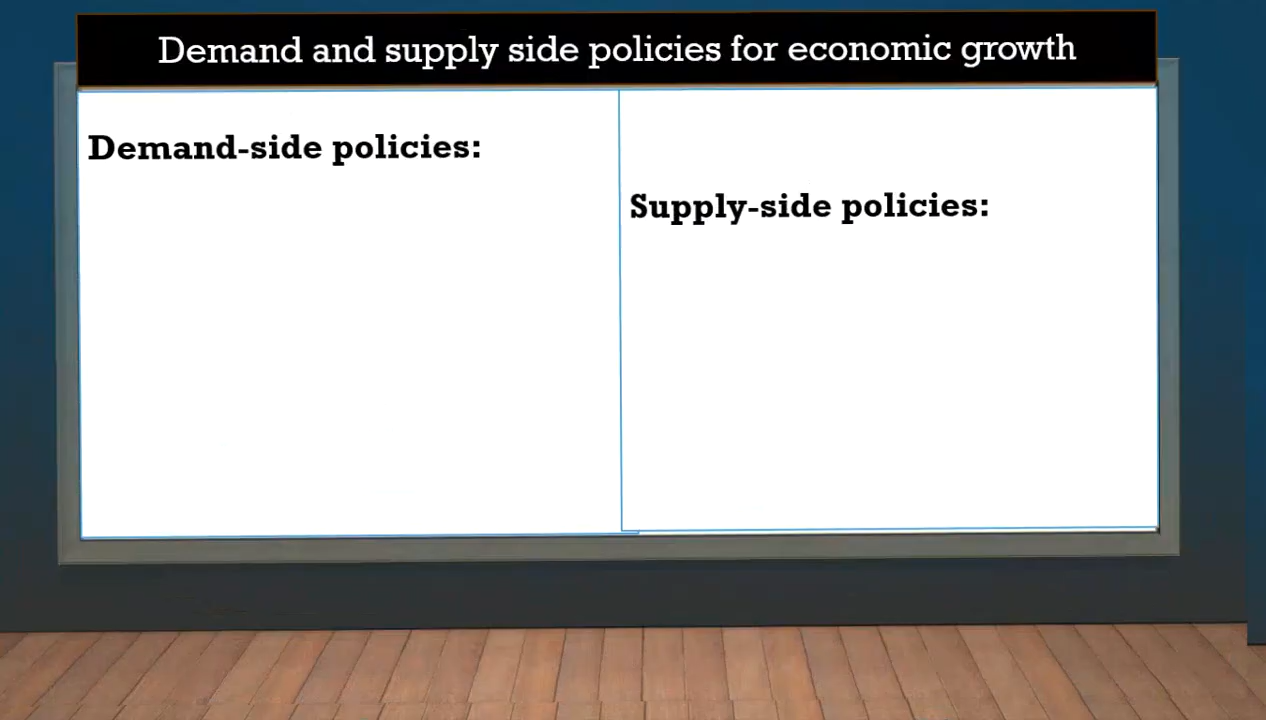 Demand and supply side policies for economic growth
Demand-side policies:
Supply-side policies: